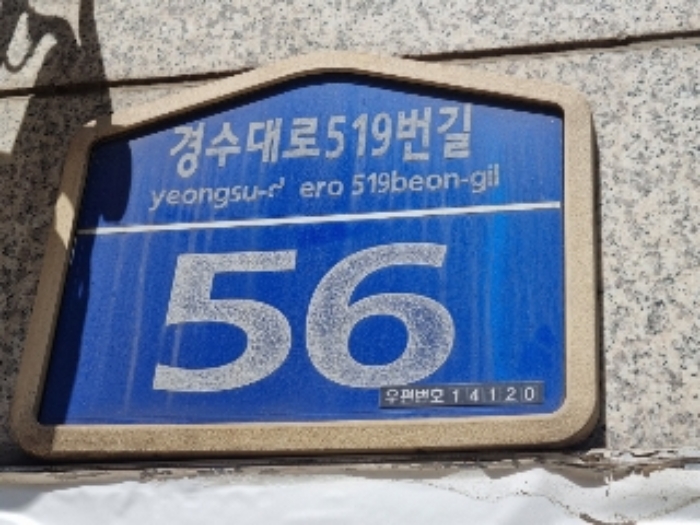 경수대로519번길
yeongsu-d ero 519beon-gil
56
우편번호 14120